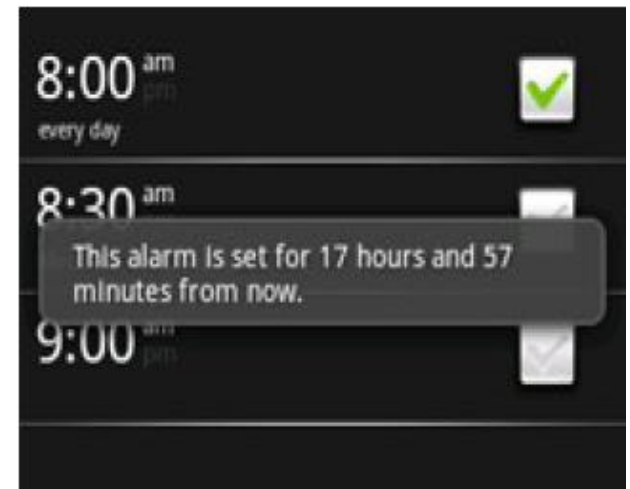 8:00 am
pm
every day
8:30 am
This alarm is set for 17 hours and 57
minutes from now.
9:00 am
pm